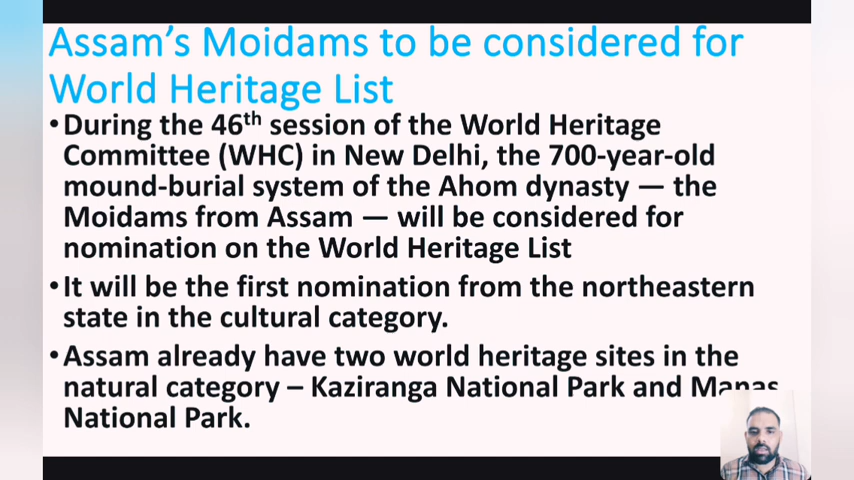 Assam's Moidams to be considered for
World Heritage List
•During the 46th session of the World Heritage
Committee (WHC) in New Delhi, the 700-year-old
mound-burial system of the Ahom dynasty — the
Moidams from Assam — will be considered for
nomination on the World Heritage List
•It will be the first nomination from the northeastern
state in the cultural category.
•Assam already have two world heritage sites in the
natural category – Kaziranga National Park and Manas
National Park.